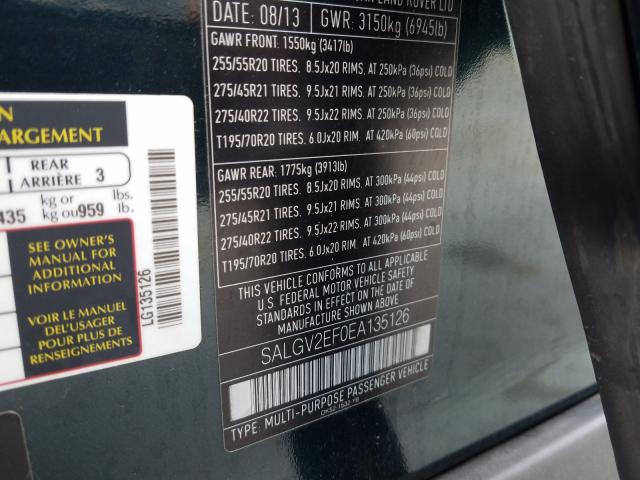 LAND ROVER LTD
DATE: 08/13 GWR: 3150kg (6945lb)
GAWR FRONT: 1550kg (3417lb)
255/55R20 TIRES. 8.5Jx20 RIMS. AT 250kPa (36psi) COLD
275/45R21 TIRES. 9.5Jx21 RIMS. AT 250kPa (36psi) COLD
275/40R22 TIRES. 9.5Jx22 RIMS. AT 250kPa (36psi) COLD
T195/70R20 TIRES. 6.0Jx20 RIM. AT 420kPa (60psi) COLD
GAWR REAR: 1775kg (3913lb)
255/55R20 TIRES. 8.5Jx20 RIMS. AT 300kPa (44psi) COLD
275/45R21 TIRES. 9.5Jx21 RIMS. AT 300kPa (44psi) COLD
275/40R22 TIRES. 9.5Jx22 RIMS. AT 300kPa (44psi) COLD
T195/70R20 TIRES. 6.0Jx20 RIM. AT 420kPa (60psi) COLD
THIS VEHICLE CONFORMS TO ALL APPLICABLE
U.S. FEDERAL MOTOR VEHICLE SAFETY
STANDARDS IN EFFECT ON THE DATE OF
MANUFACTURE SHOWN ABOVE.
SALGV2EF0EA135126
TYPE: MULTI-PURPOSE PASSENGER VEHICLE
REAR
ARRIÈRE 3
435 kg or kg ou 959 lbs. lb.
SEE OWNER'S
MANUAL FOR
ADDITIONAL
INFORMATION
VOIR LE MANUEL
DE L'USAGER
POUR PLUS DE
RENSEIGNEMENTS
LG135126